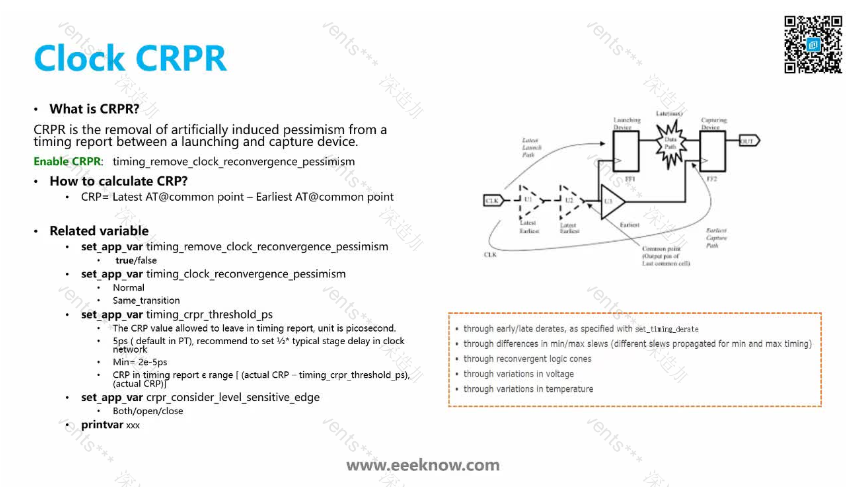 Clock CRPR
• What is CRPR?
CRPR is the removal of artificially induced pessimism from a
timing report between a launching and capture device.
Enable CRPR: timing_remove_clock_reconvergence_pessimism
• How to calculate CRP?
• CRP= Latest AT@common point – Earliest AT@common point
• Related variable
• set_app_var timing_remove_clock_reconvergence_pessimism
• true/false
• set_app_var timing_clock_reconvergence_pessimism
• Normal
• Same_transition
• set_app_var timing_crpr_threshold_ps
• The CRP value allowed to leave in timing report, unit is picosecond.
• 5ps ( default in PT), recommend to set ½* typical stage delay in clock
network
• Min= 2e-5ps
• CRP in timing report ϵ range [ (actual CRP – timing_crpr_threshold_ps),
(actual CRP)]
• set_app_var crpr_consider_level_sensitive_edge
• Both/open/close
• printvar xxx
Launching
Device
Late(max)
Capturing
Device
Latest
Launch
Path
Data
Path
OUT
FF1
FF2
CLK
U1
U2
U3
Latest
Earliest
Latest
Earliest
Earliest
Earliest
Capture
Path
CLK
Common point
(Output pin of
Last common cell)
• through early/late derates, as specified with set_timing_derate
• through differences in min/max slews (different slews propagated for min and max timing)
• through reconvergent logic cones
• through variations in voltage
• through variations in temperature
www.eeeknow.com